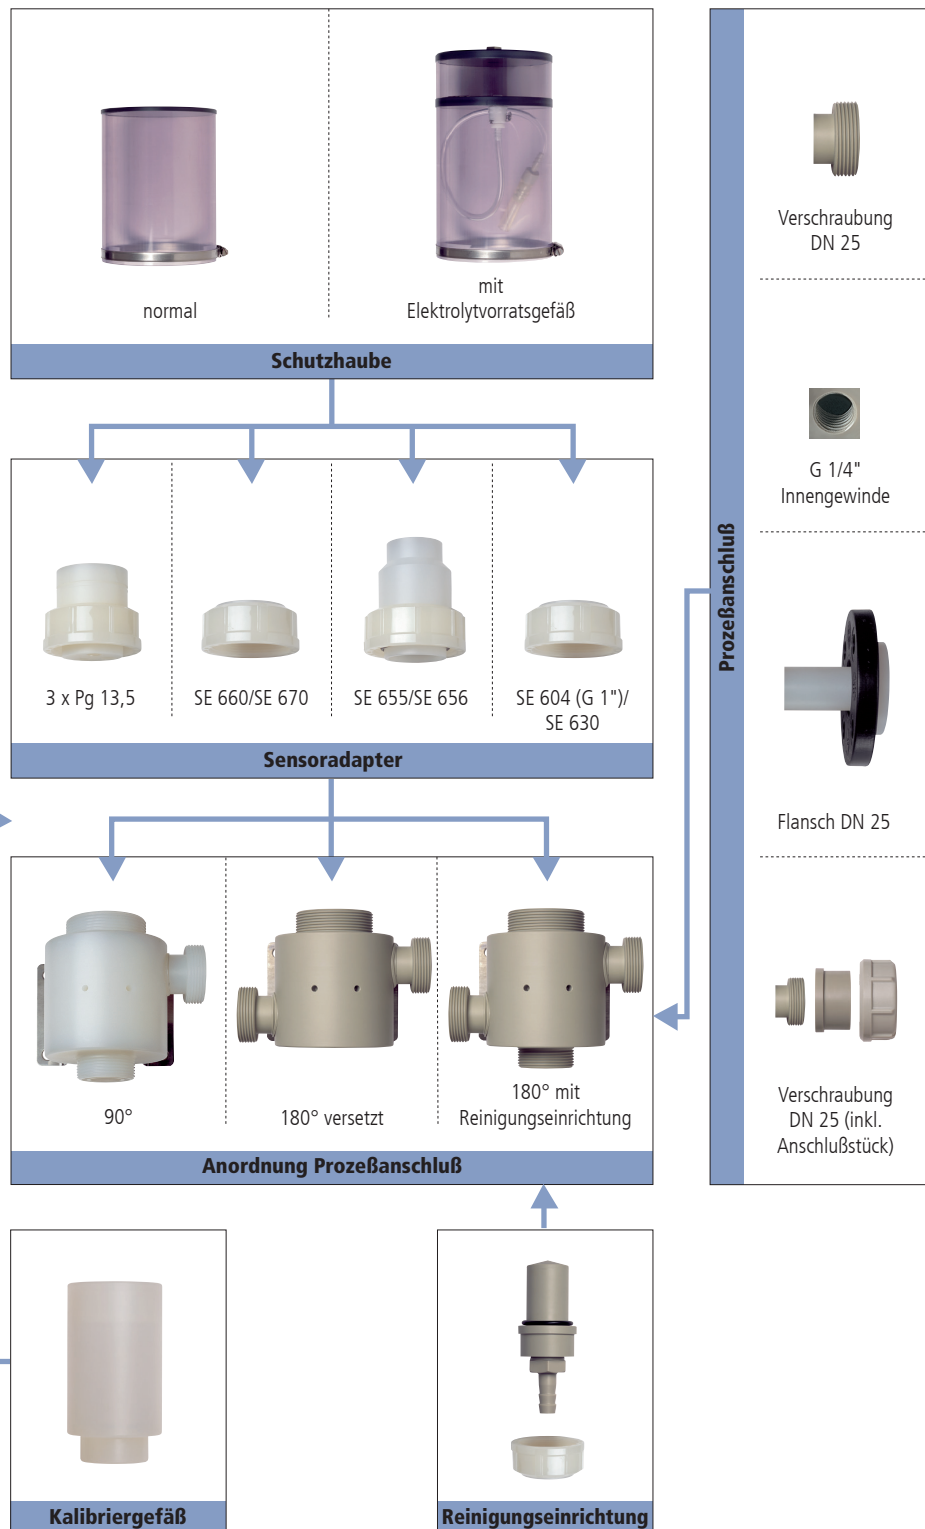 normal
mit
Elektrolytvorratsgefäß
Schutzhaube
3 x Pg 13,5
SE 660/SE 670
SE 655/SE 656
SE 604 (G 1")/
SE 630
Sensoradapter
90°
180° versetzt
180° mit
Reinigungseinrichtung
Anordnung Prozeßanschluß
Kalibriergefäß
Reinigungseinrichtung
Prozeßanschluß
Verschraubung
DN 25
G 1/4"
Innengewinde
Flansch DN 25
Verschraubung
DN 25 (inkl.
Anschlußstück)